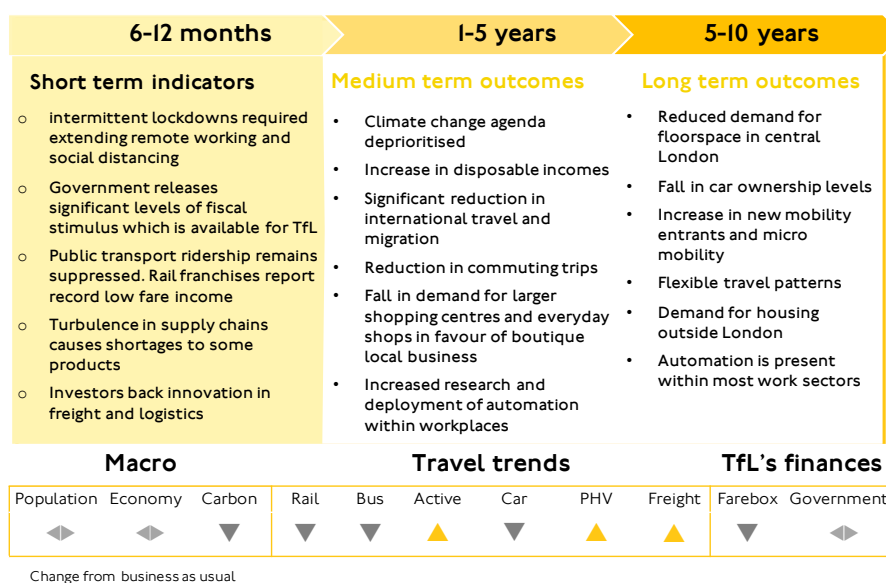 6-12 months
1-5 years
5-10 years
Short term indicators
intermittent lockdowns required
extending remote working and
social distancing
Government releases
significant levels of fiscal
stimulus which is available for TfL
Public transport ridership remains
suppressed. Rail franchises report
record low fare income
Turbulence in supply chains
causes shortages to some
products
Investors back innovation in
freight and logistics
Medium term outcomes
Climate change agenda
deprioritised
Increase in disposable incomes
Significant reduction in
international travel and
migration
Reduction in commuting trips
Fall in demand for larger
shopping centres and everyday
shops in favour of boutique
local business
Increased research and
deployment of automation
within workplaces
Long term outcomes
Reduced demand for
floorspace in central
London
Fall in car ownership levels
Increase in new mobility
entrants and micro
mobility
Flexible travel patterns
Demand for housing
outside London
Automation is present
within most work sectors
Macro
Travel trends
TfL's finances
Population Economy Carbon Rail Bus Active Car PHV Freight Farebox Government
Change from business as usual